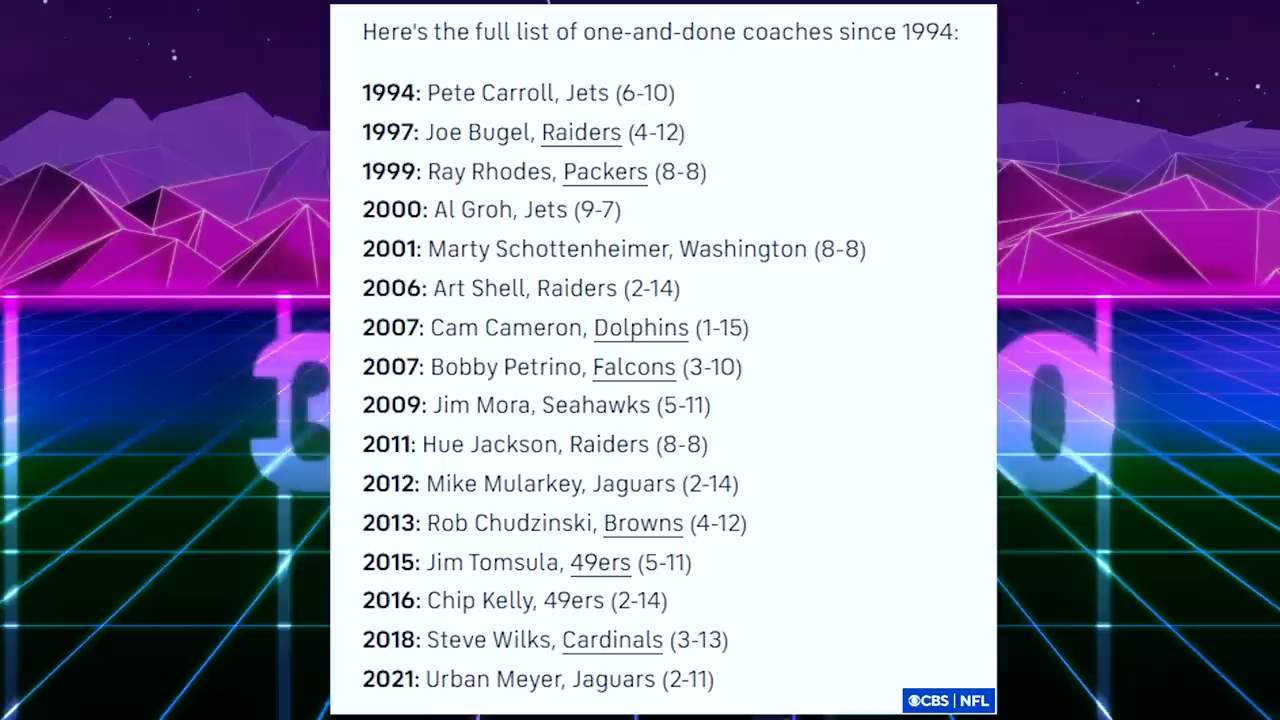 Here's the full list of one-and-done coaches since 1994:
1994: Pete Carroll, Jets (6-10)
1997: Joe Bugel, Raiders (4-12)
1999: Ray Rhodes, Packers (8-8)
2000: Al Groh, Jets (9-7)
2001: Marty Schottenheimer, Washington (8-8)
2006: Art Shell, Raiders (2-14)
2007: Cam Cameron, Dolphins (1-15)
2007: Bobby Petrino, Falcons (3-10)
2009: Jim Mora, Seahawks (5-11)
2011: Hue Jackson, Raiders (8-8)
2012: Mike Mularkey, Jaguars (2-14)
2013: Rob Chudzinski, Browns (4-12)
2015: Jim Tomsula, 49ers (5-11)
2016: Chip Kelly, 49ers (2-14)
2018: Steve Wilks, Cardinals (3-13)
2021: Urban Meyer, Jaguars (2-11)
CBS | NFL